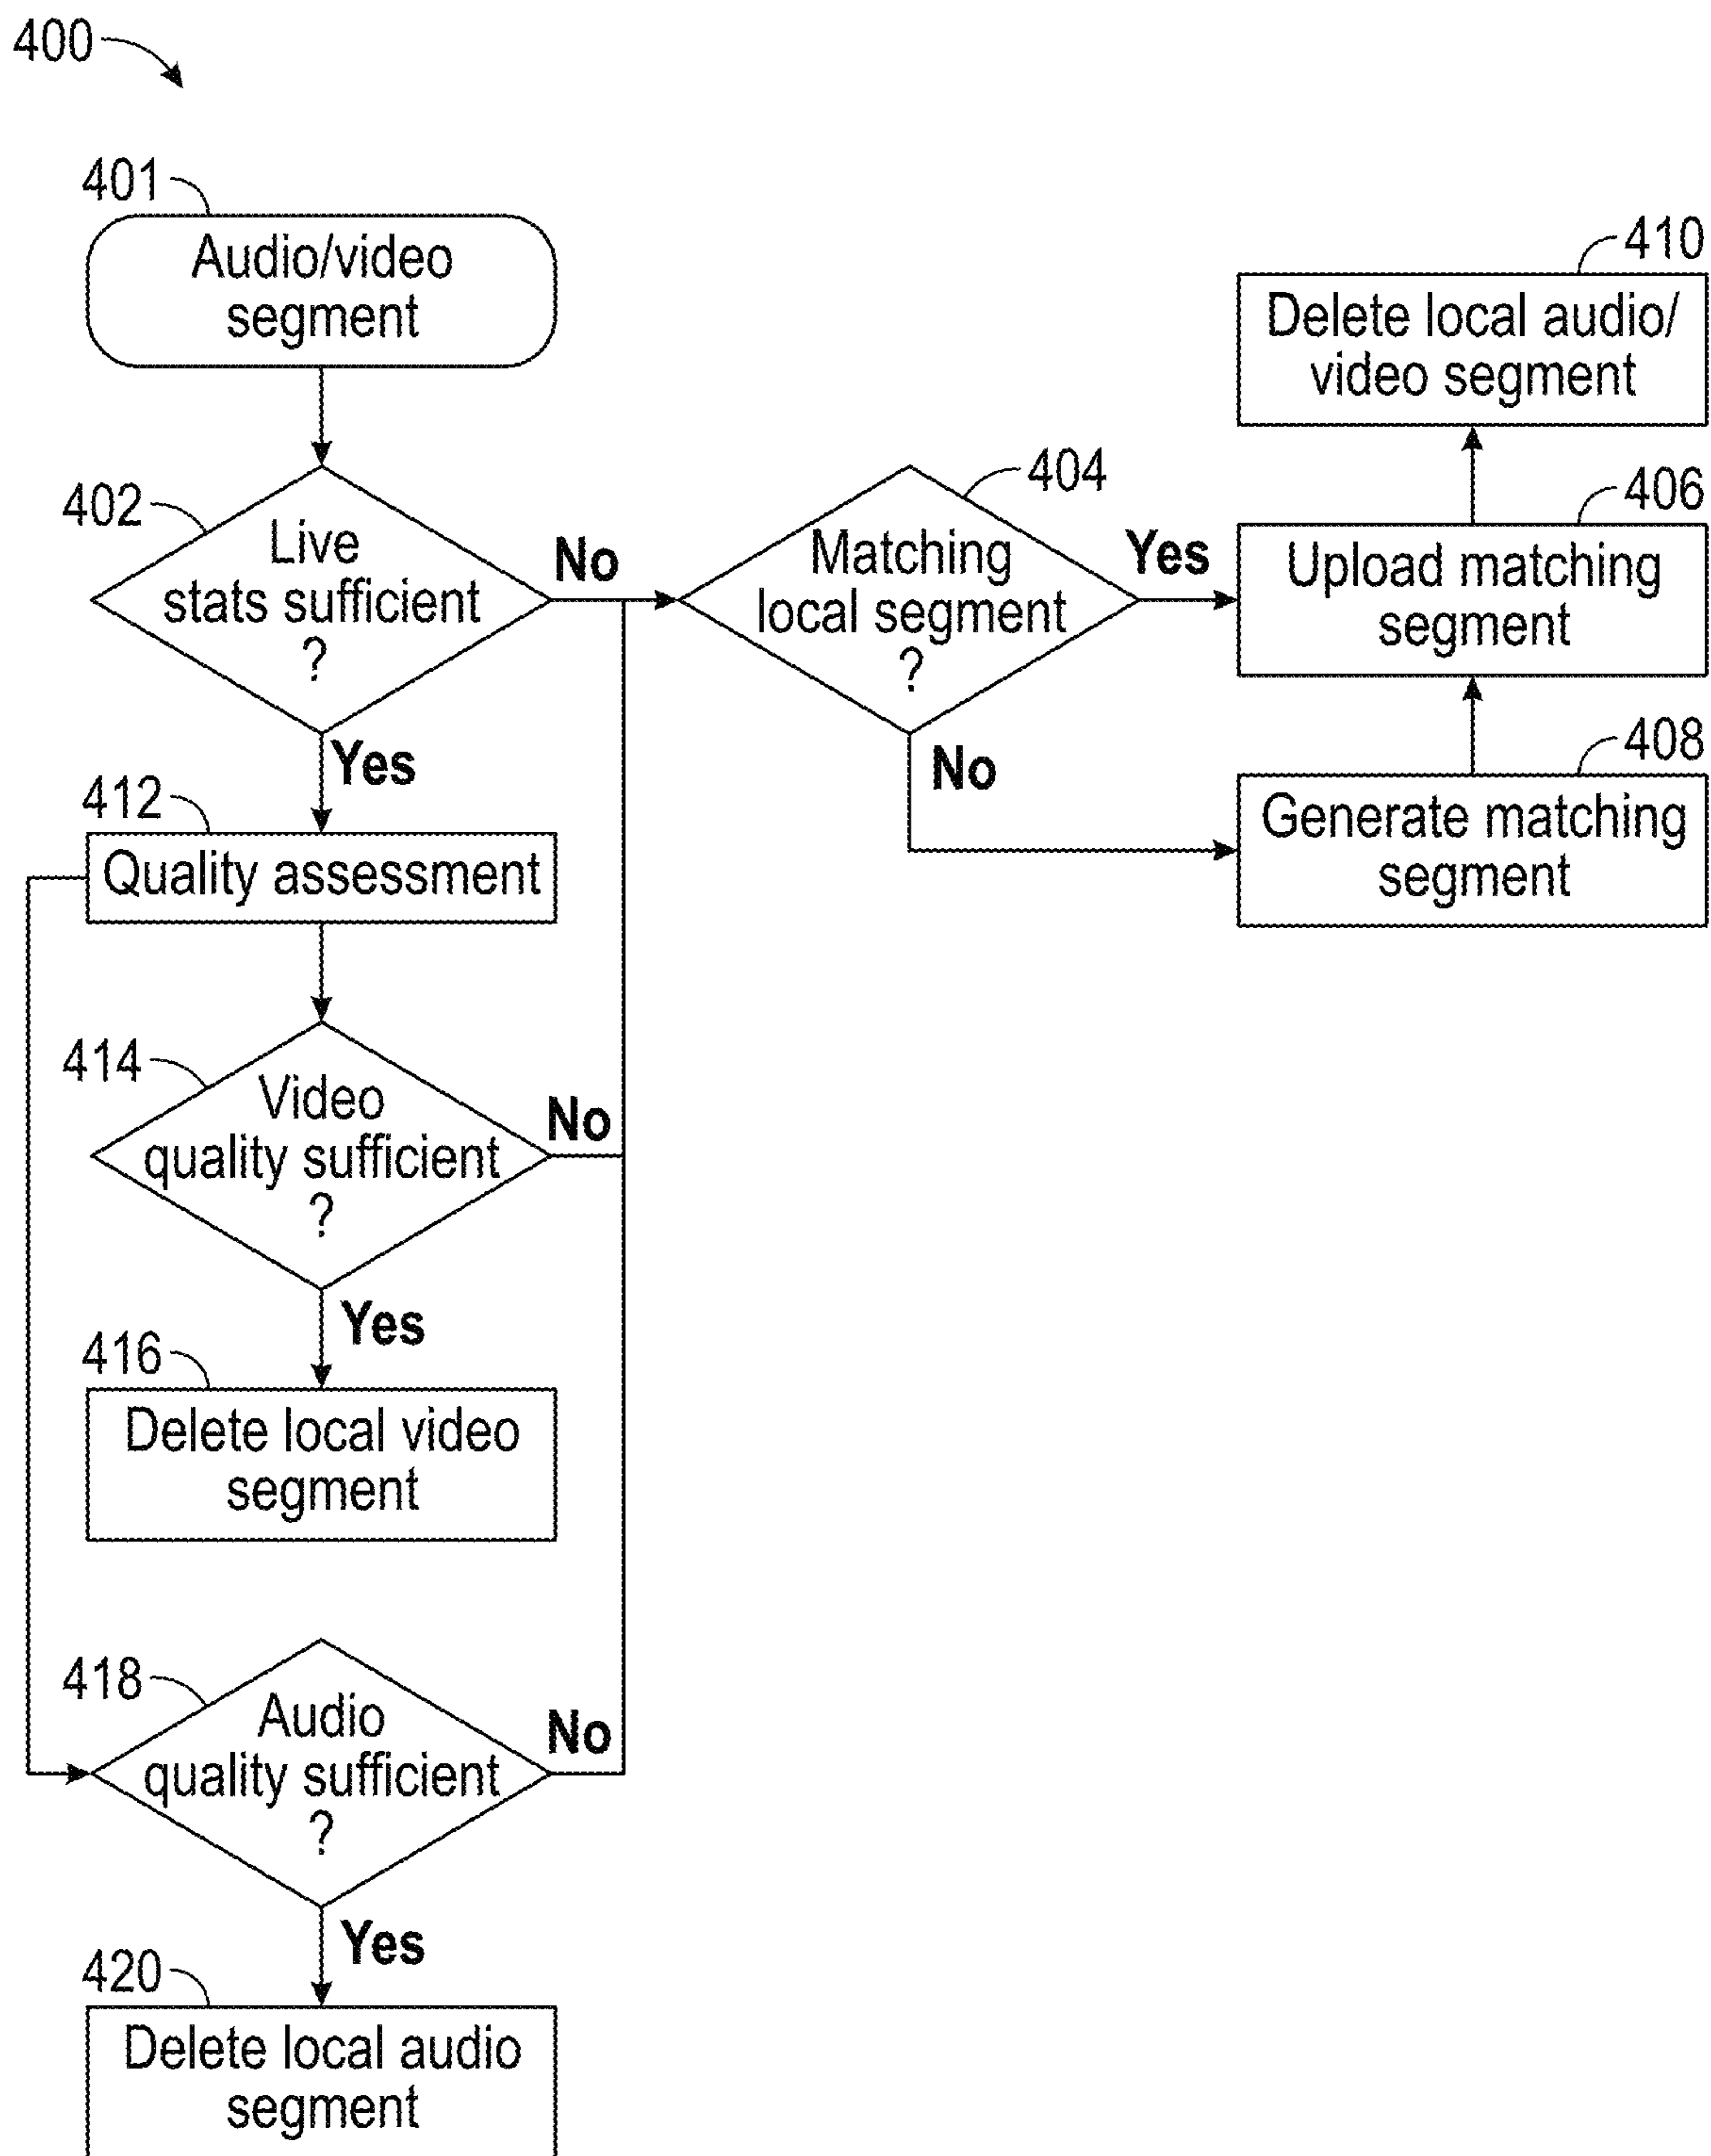 400
401
Audio/video
segment
402
Live
stats sufficient
?
No
Yes
404
Matching
local segment
?
Yes
No
410
Delete local audio/
video segment
406
Upload matching
segment
408
Generate matching
segment
412
Quality assessment
414
Video
quality sufficient
?
No
Yes
416
Delete local video
segment
418
Audio
quality sufficient
?
No
Yes
420
Delete local audio
segment